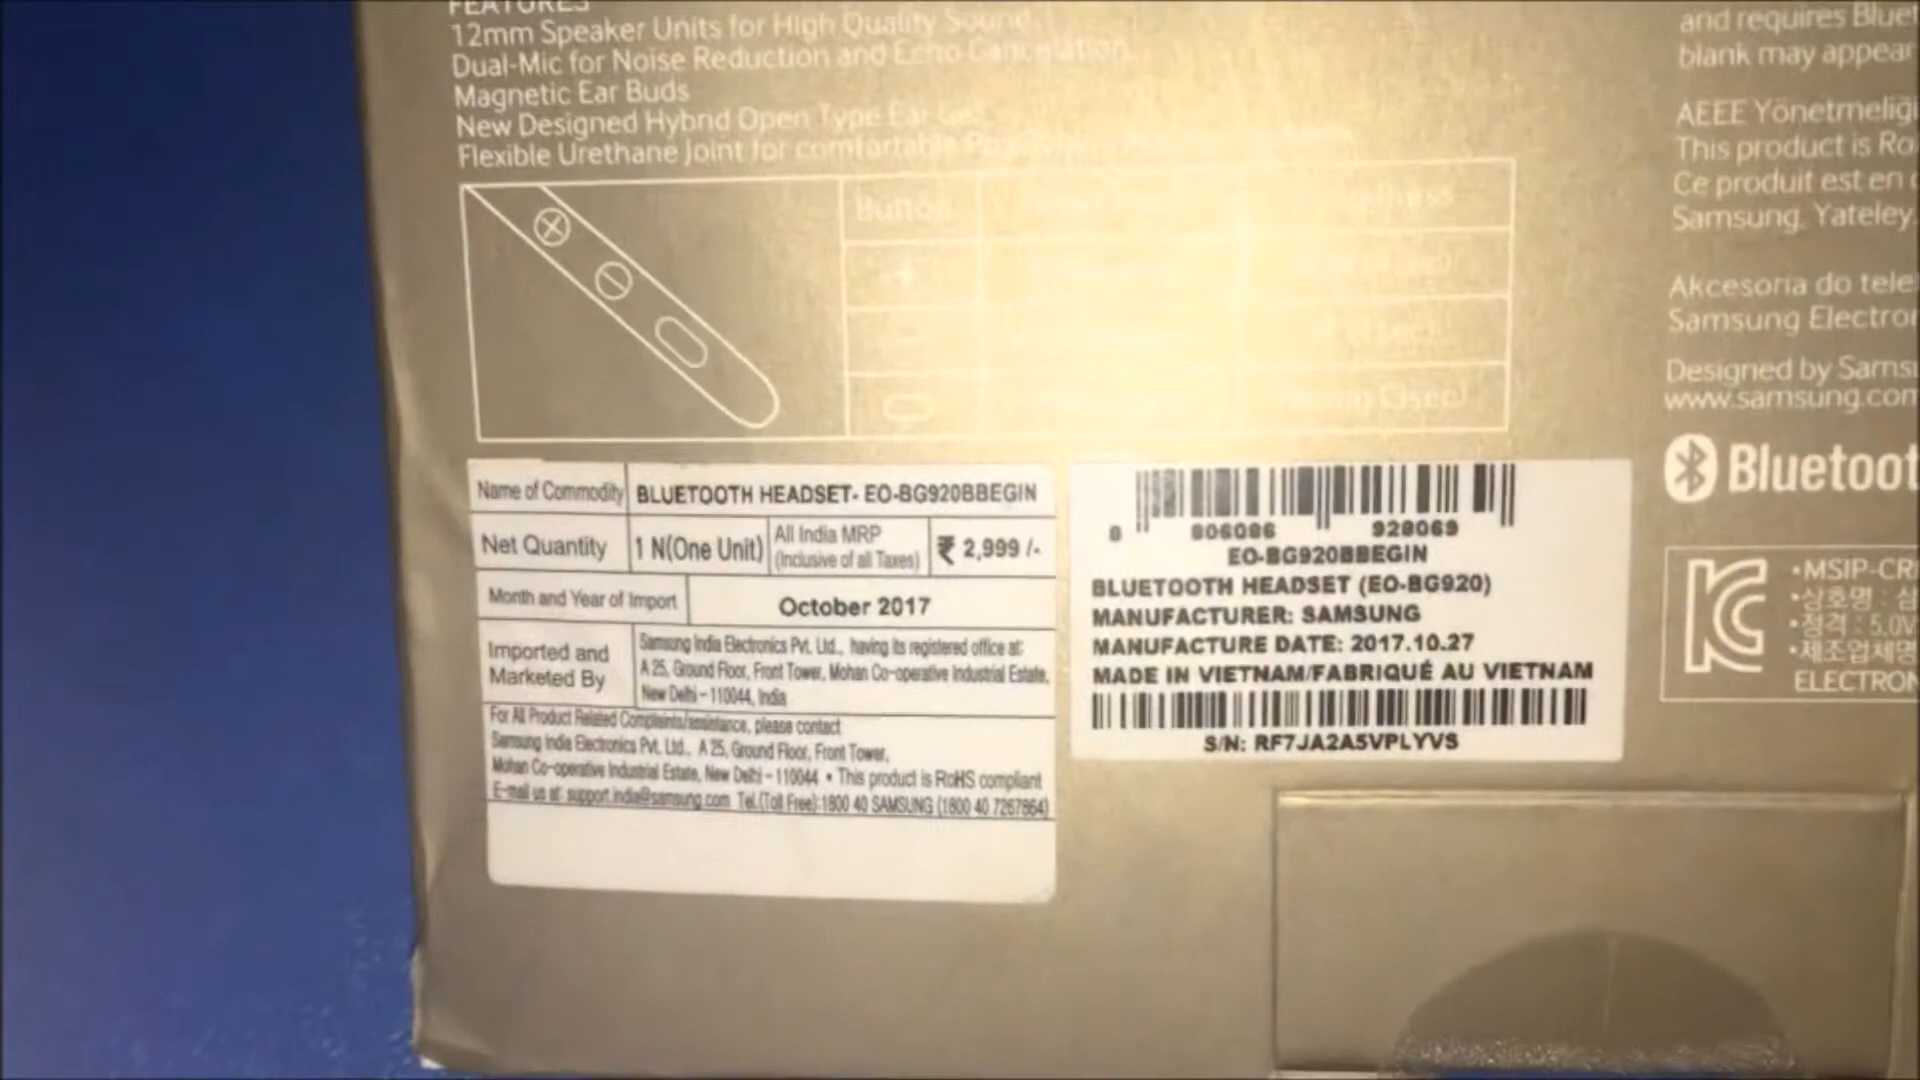 FEATURES
12mm Speaker Units for High Quality Sound
Dual-Mic for Noise Reduction and Echo Cancellation
Magnetic Ear Buds
New Designed Hybrid Open Type Ear Gel
Flexible Urethane Joint for comfortable
Button
Name of Commodity BLUETOOTH HEADSET- EO-BG920BBEGIN
Net Quantity 1 N(One Unit) All India MRP (Inclusive of all Taxes) ₹ 2,999 /-
Month and Year of Import October 2017
Imported and Marketed By
Samsung India Electronics Pvt. Ltd., having its registered office at:
A 25, Ground Floor, Front Tower, Mohan Co-operative Industrial Estate,
New Delhi – 110044, India
For All Product Related Complaints/assistance, please contact
Samsung India Electronics Pvt. Ltd., A 25, Ground Floor, Front Tower,
Mohan Co-operative Industrial Estate, New Delhi – 110044 • This product is RoHS compliant
E-mail us at: support.india@samsung.com Tel.(Toll Free):1800 40 SAMSUNG (1800 40 7267864)
8 806086 928069
EO-BG920BBEGIN
BLUETOOTH HEADSET (EO-BG920)
MANUFACTURER: SAMSUNG
MANUFACTURE DATE: 2017.10.27
MADE IN VIETNAM/FABRIQUÉ AU VIETNAM
S/N: RF7JA2A5VPLYVS
and requires Bluet
blank may appear
AEEE Yönetmeliği
This product is Ro
Ce produit est en c
Samsung, Yateley
Akcesoria do tele
Samsung Electron
Designed by Samsu
www.samsung.com
Bluetoot
•MSIP-CR
•상호명 : 삼
•정격 : 5.0V
•제조업체명
ELECTRON